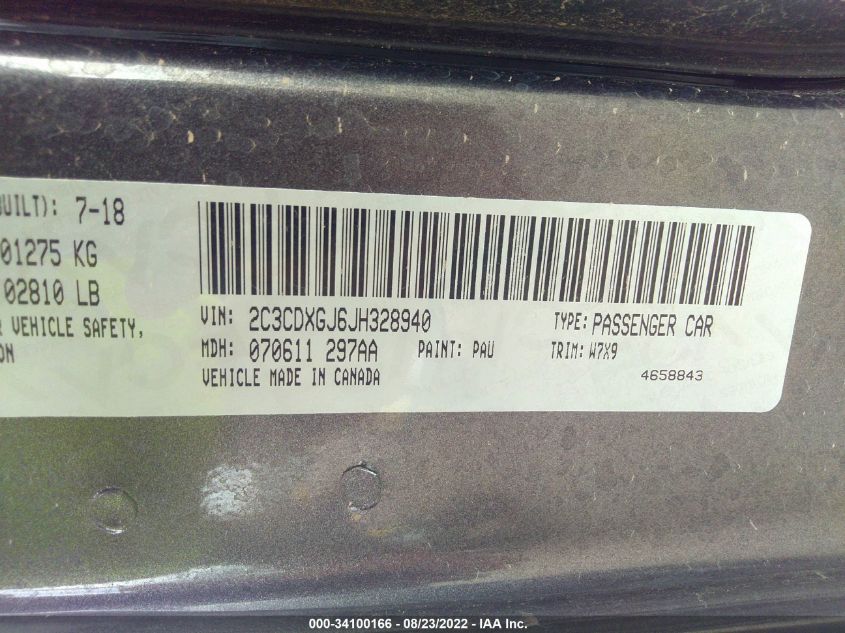 BUILT): 7-18
01275 KG
02810 LB
R VEHICLE SAFETY,
ON
VIN: 2C3CDXGJ6JH328940 TYPE: PASSENGER CAR
MDH: 070611 297AA PAINT: PAU TRIM: W7X9
VEHICLE MADE IN CANADA 4658843
000-34100166 - 08/23/2022 - IAA Inc.